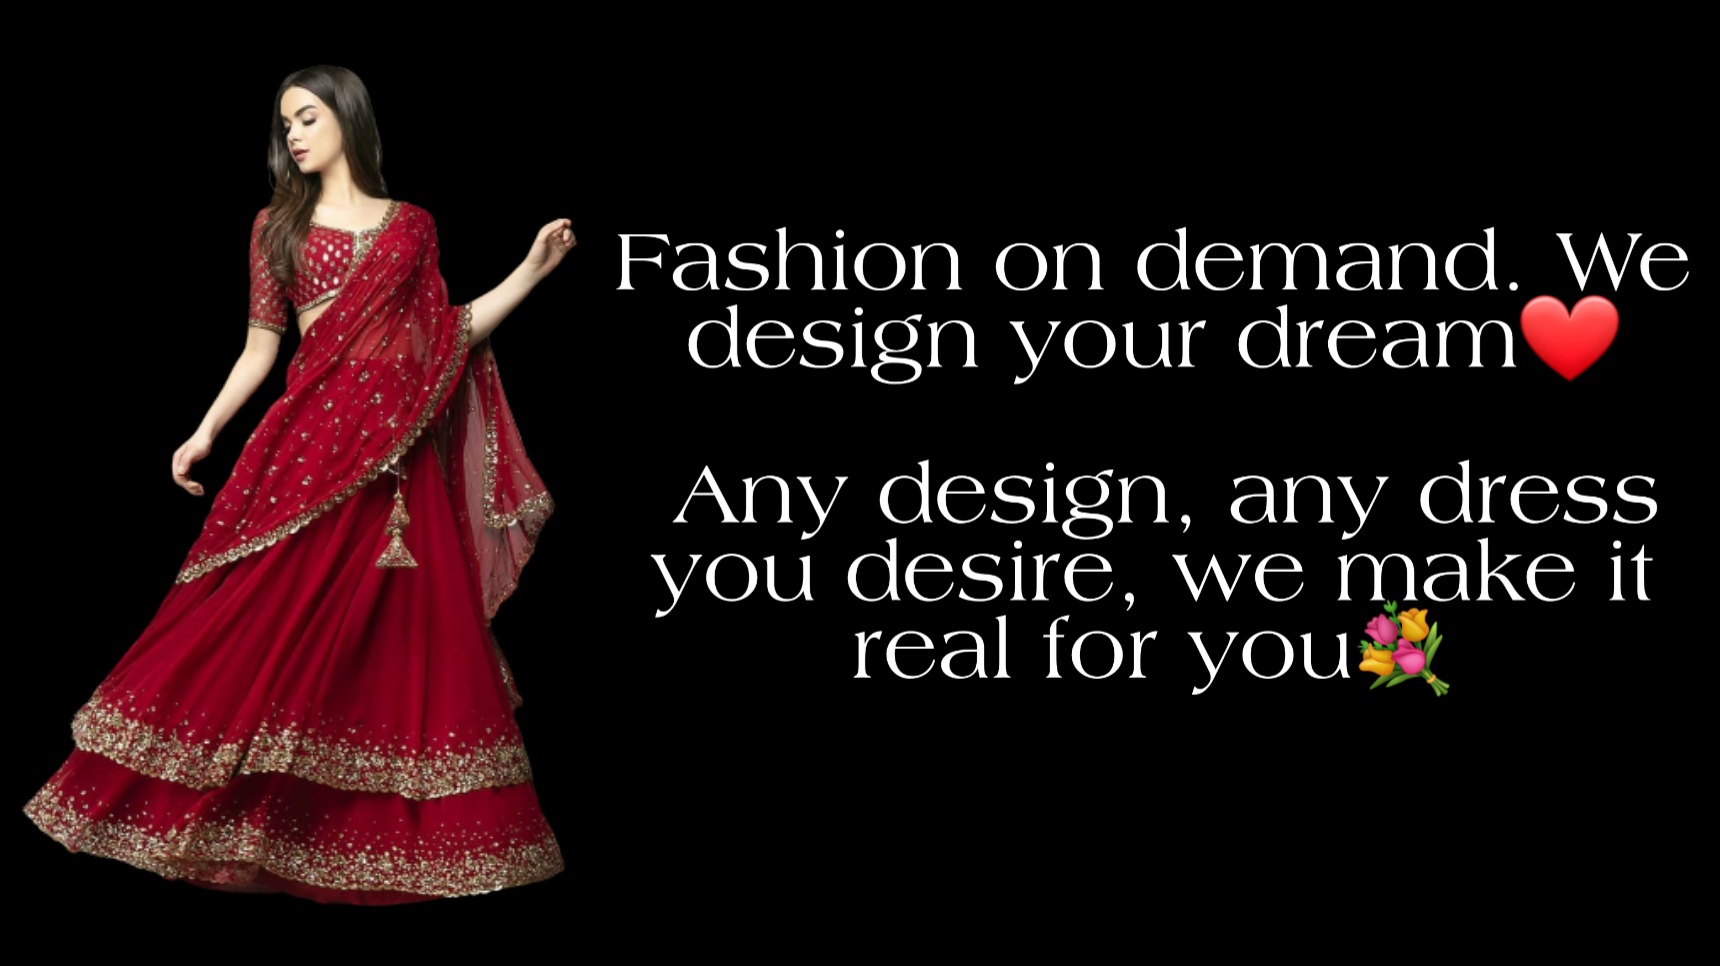 Fashion on demand. We
design your dream❤️
Any design, any dress
you desire, we make it
real for you💐